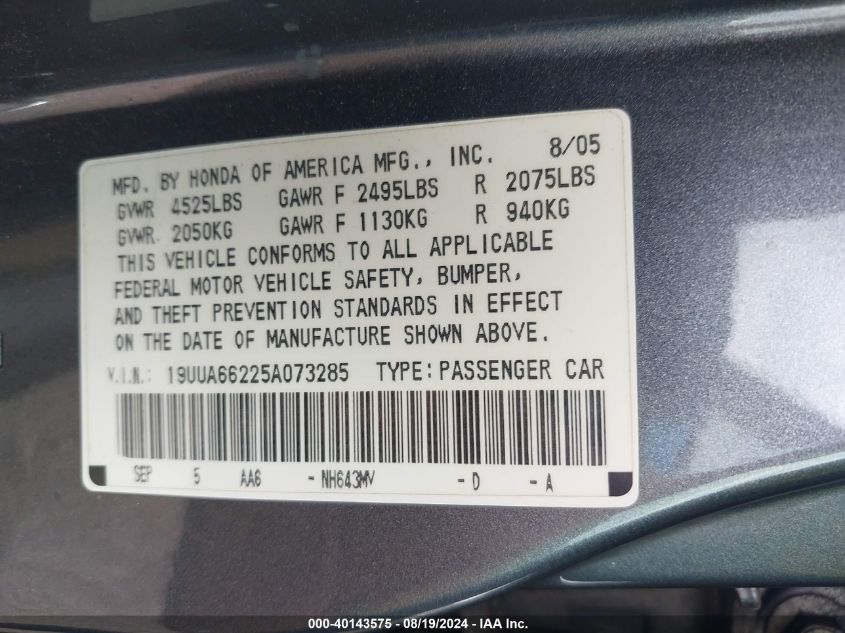 MFD. BY HONDA OF AMERICA MFG., INC. 8/05
GVWR 4525LBS GAWR F 2495LBS R 2075LBS
GVWR 2050KG GAWR F 1130KG R 940KG
THIS VEHICLE CONFORMS TO ALL APPLICABLE
FEDERAL MOTOR VEHICLE SAFETY, BUMPER,
AND THEFT PREVENTION STANDARDS IN EFFECT
ON THE DATE OF MANUFACTURE SHOWN ABOVE.
V.I.N.: 19UUA66225A073285 TYPE:PASSENGER CAR
SEP 5 AA6 -NH643MV -D -A
000-40143575 - 08/19/2024 - IAA Inc.